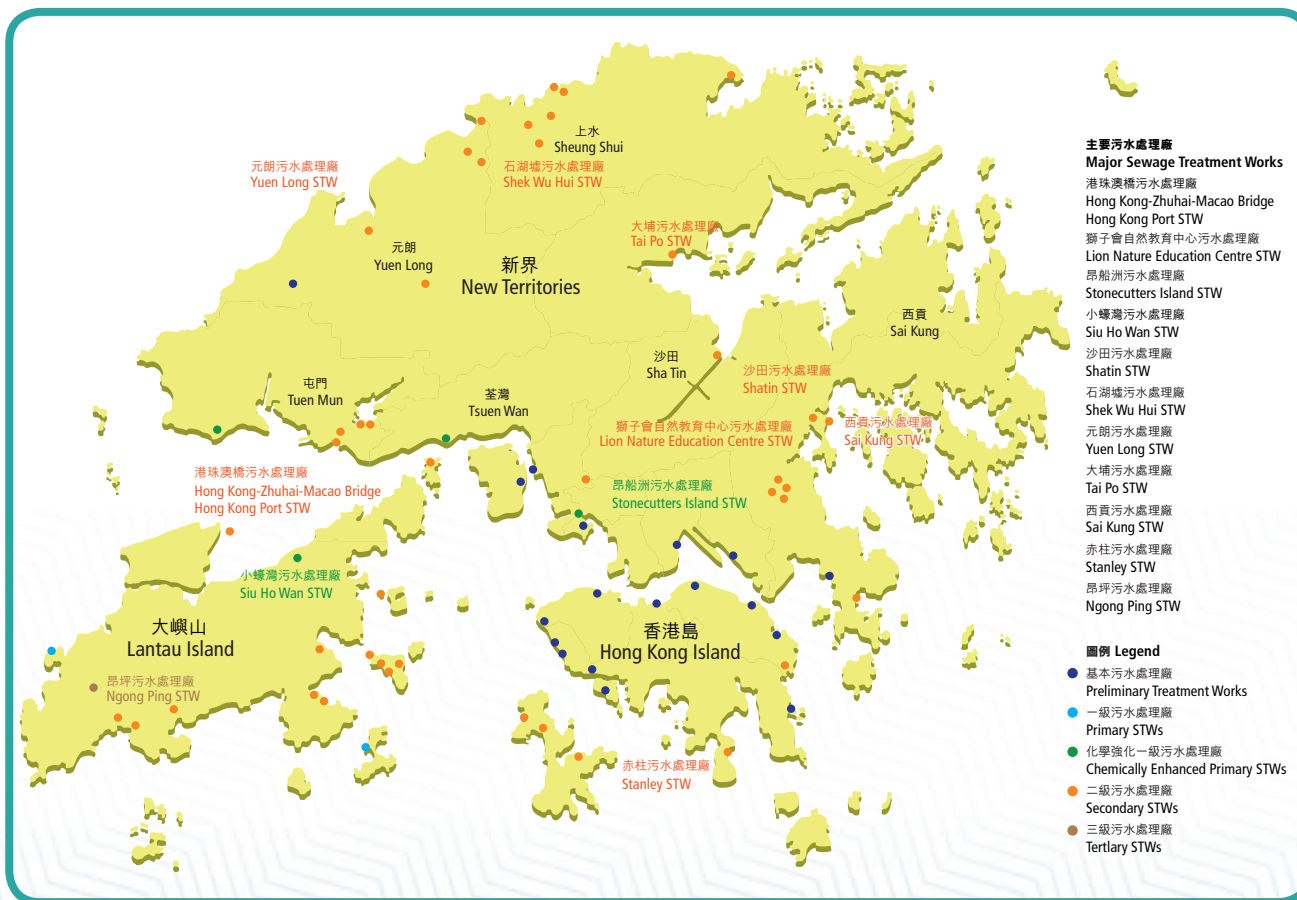 上水
Sheung Shui
元朗污水處理廠
Yuen Long STW
石湖墟污水處理廠
Shek Wu Hui STW
大埔污水處理廠
Tai Po STW
元朗
Yuen Long
新界
New Territories
西貢
Sai Kung
沙田
Sha Tin
沙田污水處理廠
Shatin STW
屯門
Tuen Mun
荃灣
Tsuen Wan
獅子會自然教育中心污水處理廠
Lion Nature Education Centre STW
西貢污水處理廠
Sai Kung STW
港珠澳橋污水處理廠
Hong Kong-Zhuhai-Macao Bridge
Hong Kong Port STW
昂船洲污水處理廠
Stonecutters Island STW
小蠔灣污水處理廠
Siu Ho Wan STW
大嶼山
Lantau Island
香港島
Hong Kong Island
昂坪污水處理廠
Ngong Ping STW
赤柱污水處理廠
Stanley STW
主要污水處理廠
Major Sewage Treatment Works
港珠澳橋污水處理廠
Hong Kong-Zhuhai-Macao Bridge
Hong Kong Port STW
獅子會自然教育中心污水處理廠
Lion Nature Education Centre STW
昂船洲污水處理廠
Stonecutters Island STW
小蠔灣污水處理廠
Siu Ho Wan STW
沙田污水處理廠
Shatin STW
石湖墟污水處理廠
Shek Wu Hui STW
元朗污水處理廠
Yuen Long STW
大埔污水處理廠
Tai Po STW
西貢污水處理廠
Sai Kung STW
赤柱污水處理廠
Stanley STW
昂坪污水處理廠
Ngong Ping STW
圖例 Legend
基本污水處理廠
Preliminary Treatment Works
一級污水處理廠
Primary STWs
化學強化一級污水處理廠
Chemically Enhanced Primary STWs
二級污水處理廠
Secondary STWs
三級污水處理廠
Tertlary STWs